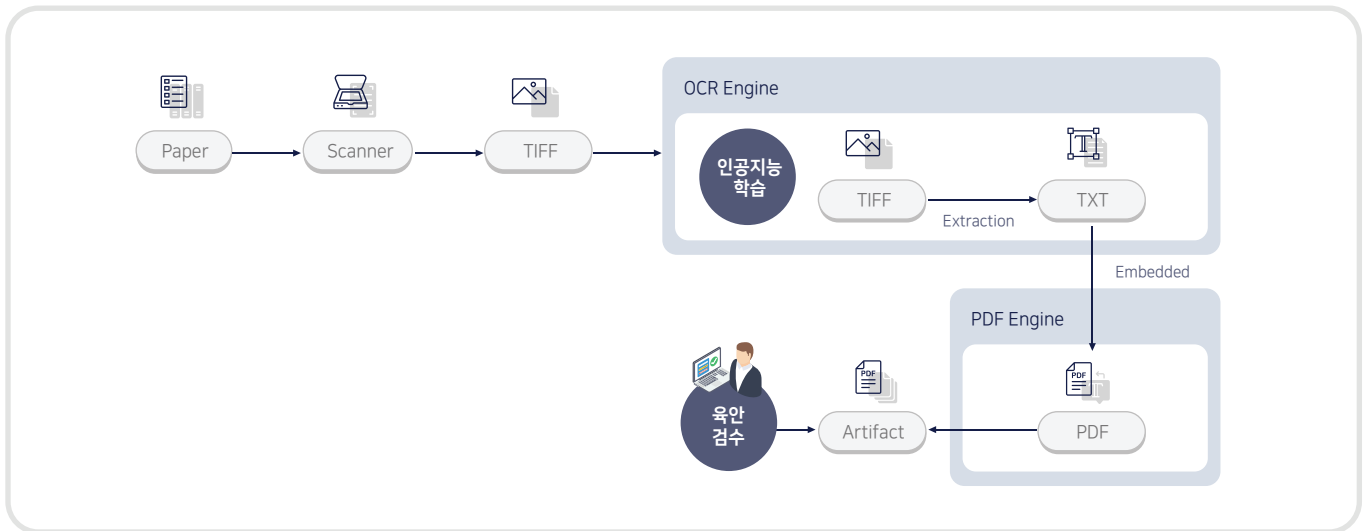 OCR Engine
Paper
Scanner
TIFF
인공지능
학습
TIFF
Extraction
TXT
Embedded
PDF Engine
PDF
PDF
육안
검수
Artifact
PDF